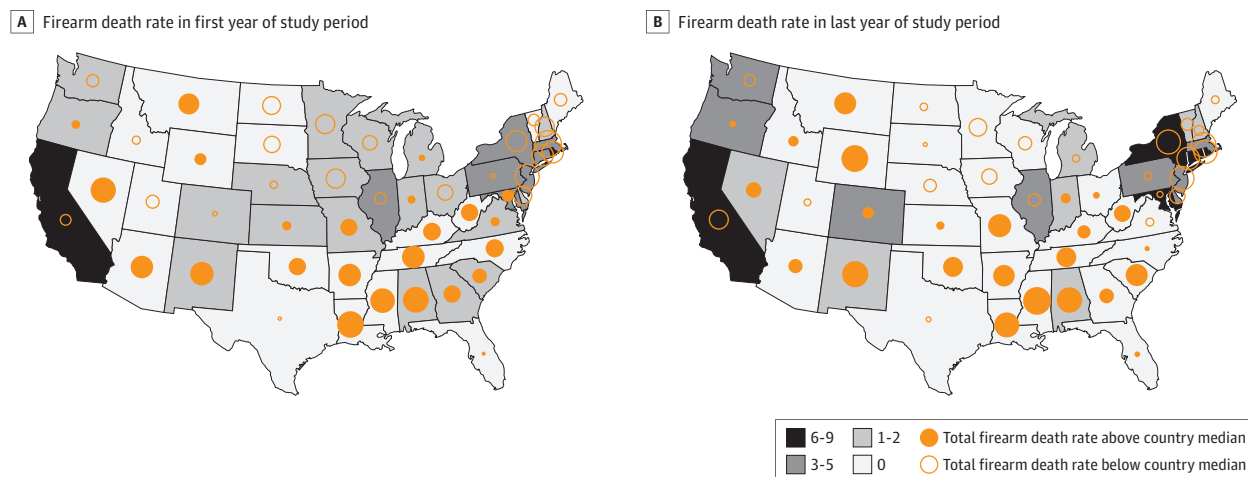 A Firearm death rate in first year of study period
B Firearm death rate in last year of study period
6-9 1-2 Total firearm death rate above country median
3-5 0 Total firearm death rate below country median